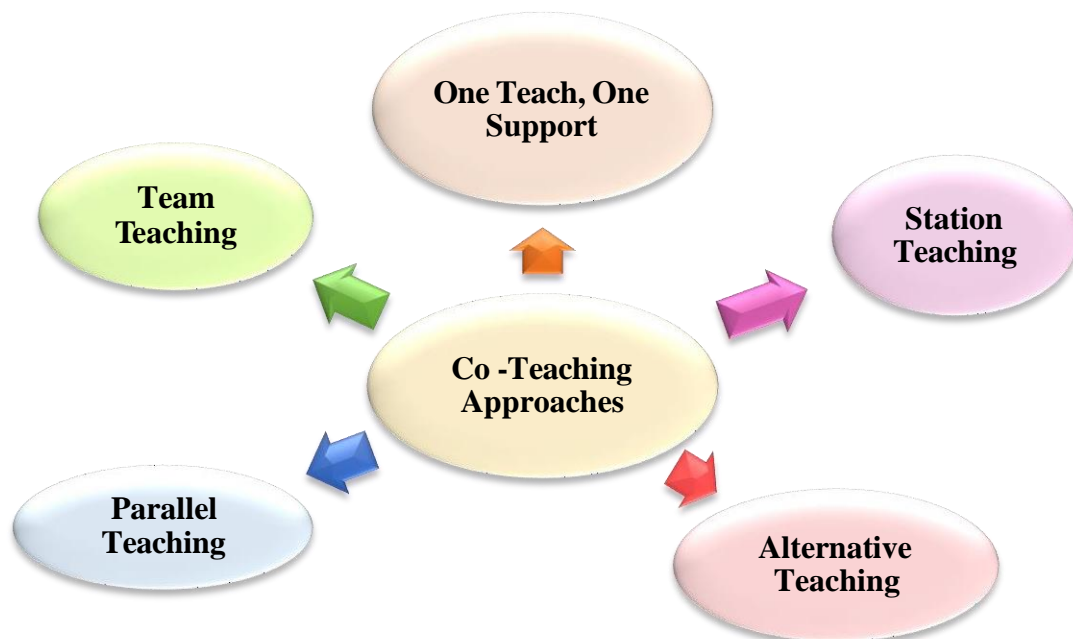 One Teach, One
Support
Team
Teaching
Station
Teaching
Co -Teaching
Approaches
Parallel
Teaching
Alternative
Teaching